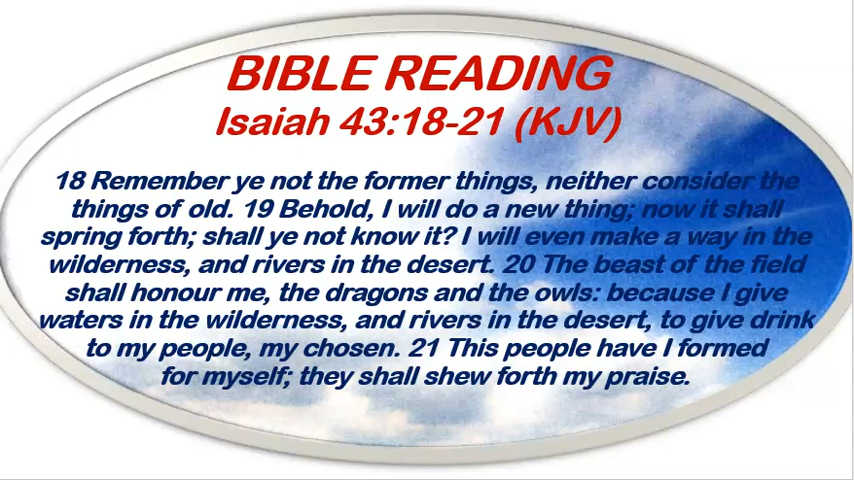 BIBLE READING
Isaiah 43:18-21 (KJV)
18 Remember ye not the former things, neither consider the
things of old. 19 Behold, I will do a new thing; now it shall
spring forth; shall ye not know it? I will even make a way in the
wilderness, and rivers in the desert. 20 The beast of the field
shall honour me, the dragons and the owls: because I give
waters in the wilderness, and rivers in the desert, to give drink
to my people, my chosen. 21 This people have I formed
for myself; they shall shew forth my praise.